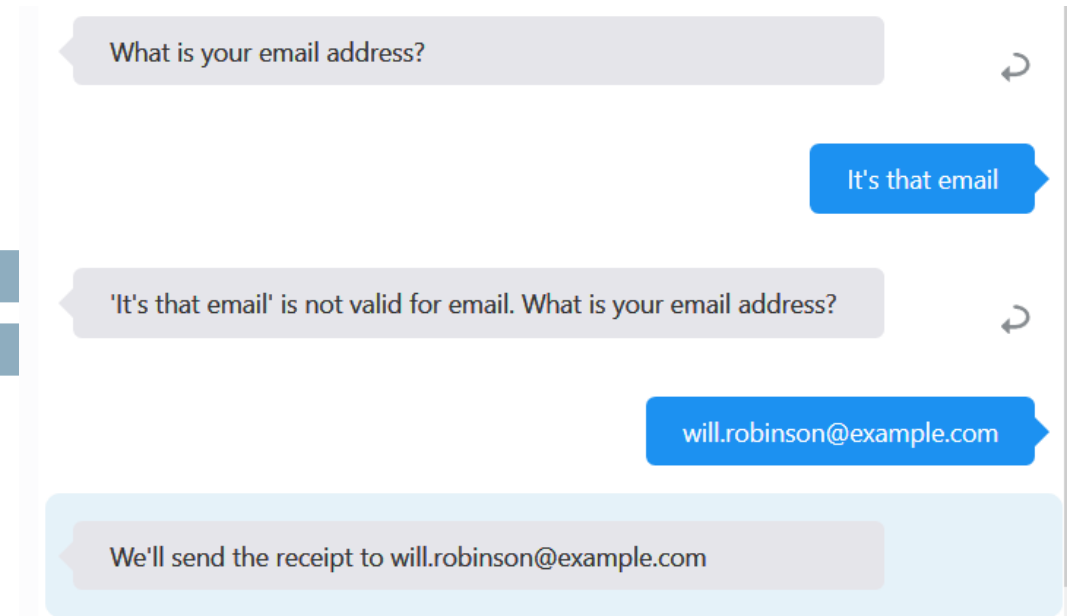 What is your email address?
It's that email
'It's that email' is not valid for email. What is your email address?
will.robinson@example.com
We'll send the receipt to will.robinson@example.com